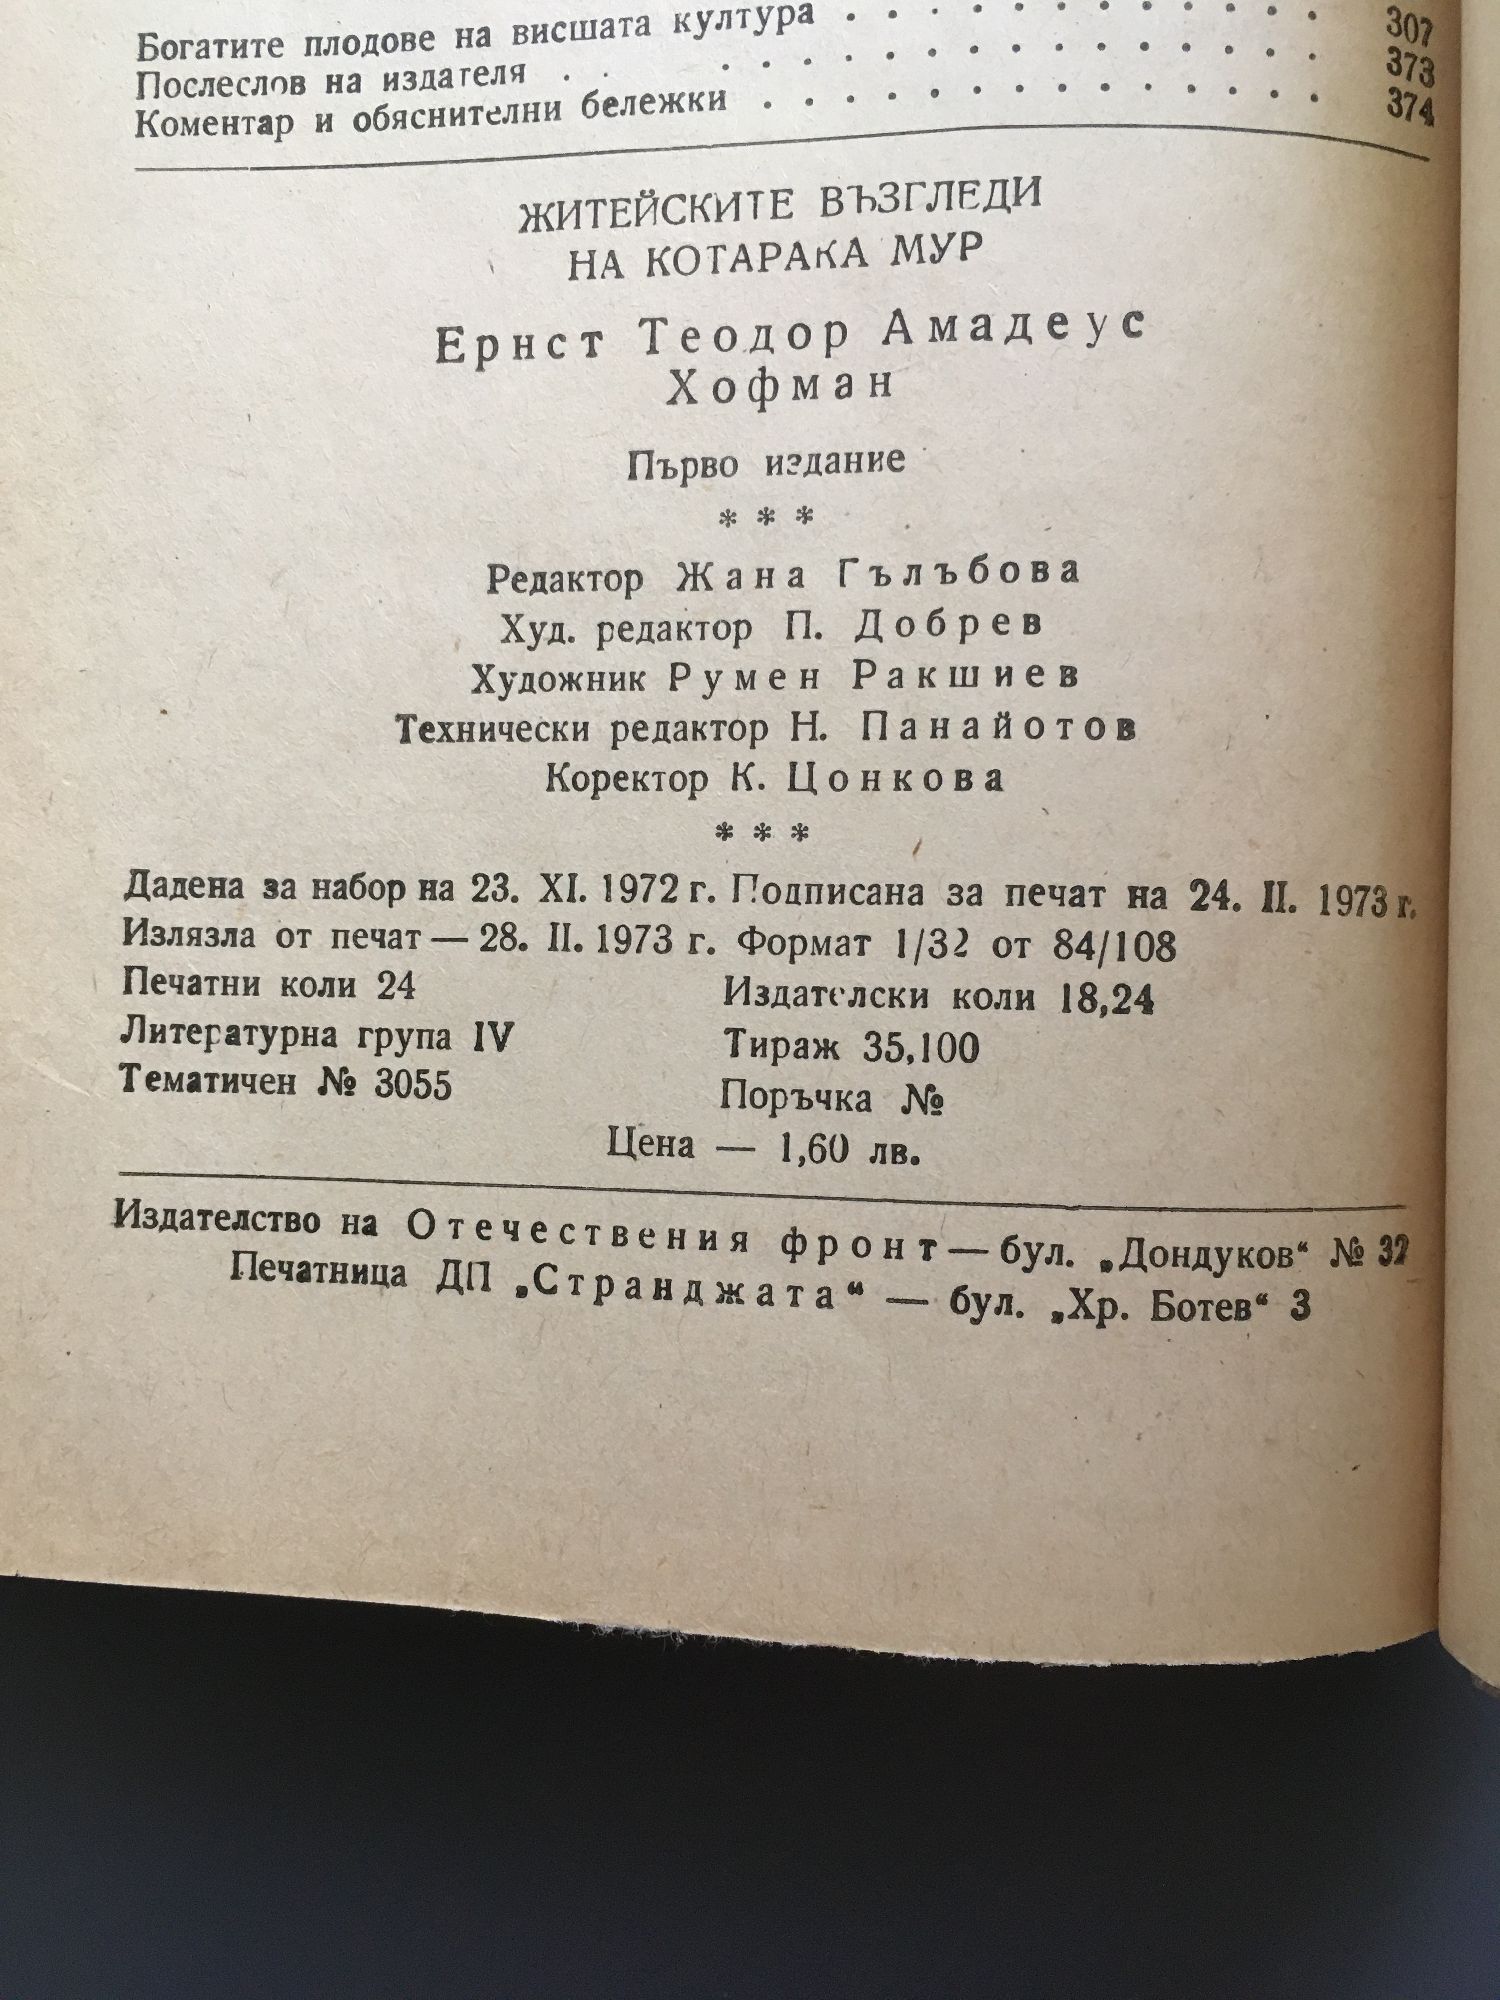 Богатите плодове на висшата култура . . . . . . . . . . . . 307
Послеслов на издателя . . . . . . . . . . . . . . . . . 373
Коментар и обяснителни бележки . . . . . . . . . . . . . . 374
ЖИТЕЙСКИТЕ ВЪЗГЛЕДИ
НА КОТАРАКА МУР
Ернст Теодор Амадеус
Хофман
Първо издание
* * *
Редактор Жана Гълъбова
Худ. редактор П. Добрев
Художник Румен Ракшиев
Технически редактор Н. Панайотов
Коректор К. Цонкова
* * *
Дадена за набор на 23. XI. 1972 г. Подписана за печат на 24. II. 1973 г.
Излязла от печат — 28. II. 1973 г. Формат 1/32 от 84/108
Печатни коли 24 Издателски коли 18,24
Литературна група IV Тираж 35,100
Тематичен № 3055 Поръчка №
Цена — 1,60 лв.
Издателство на Отечествения фронт — бул. „Дондуков“ № 32
Печатница ДП „Странджата“ — бул. „Хр. Ботев“ 3